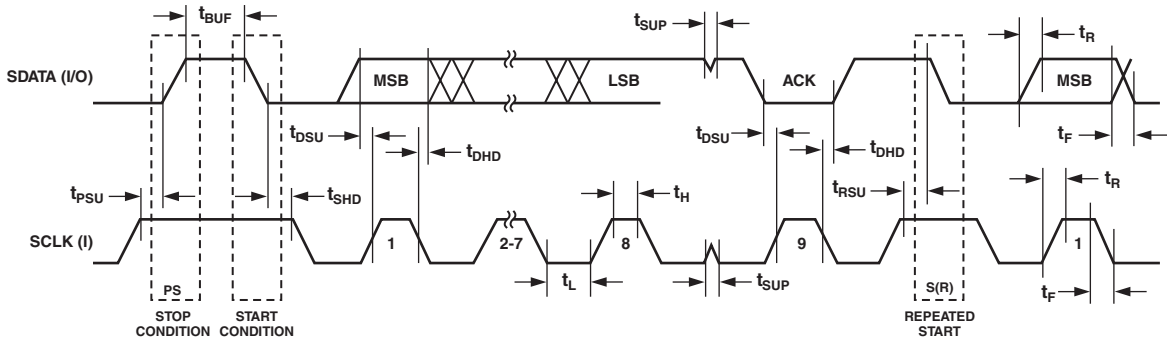 tBUF
tSUP
tR
SDATA (I/O)
MSB
LSB
ACK
MSB
tDSU
tDHD
tDSU
tDHD
tF
tPSU
tSHD
tH
tRSU
tR
SCLK (I)
1
2-7
8
9
1
PS
tL
tSUP
S(R)
tF
STOP
CONDITION
START
CONDITION
REPEATED
START